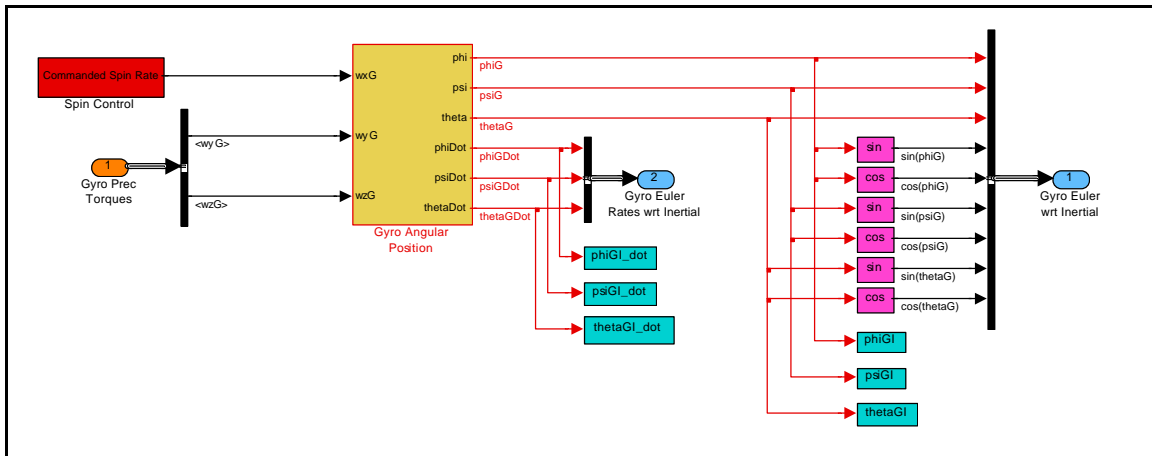 Commanded Spin Rate
Spin Control
1
Gyro Prec
Torques
<wyG>
<wzG>
wxG
wyG
wzG
phi
psi
theta
phiDot
psiDot
thetaDot
Gyro Angular
Position
phiG
psiG
thetaG
phiGDot
psiGDot
thetaGDot
2
Gyro Euler
Rates wrt Inertial
phiGI_dot
psiGI_dot
thetaGI_dot
sin
sin(phiG)
cos
cos(phiG)
sin
sin(psiG)
cos
cos(psiG)
sin
sin(thetaG)
cos
cos(thetaG)
phiGI
psiGI
thetaGI
1
Gyro Euler
wrt Inertial